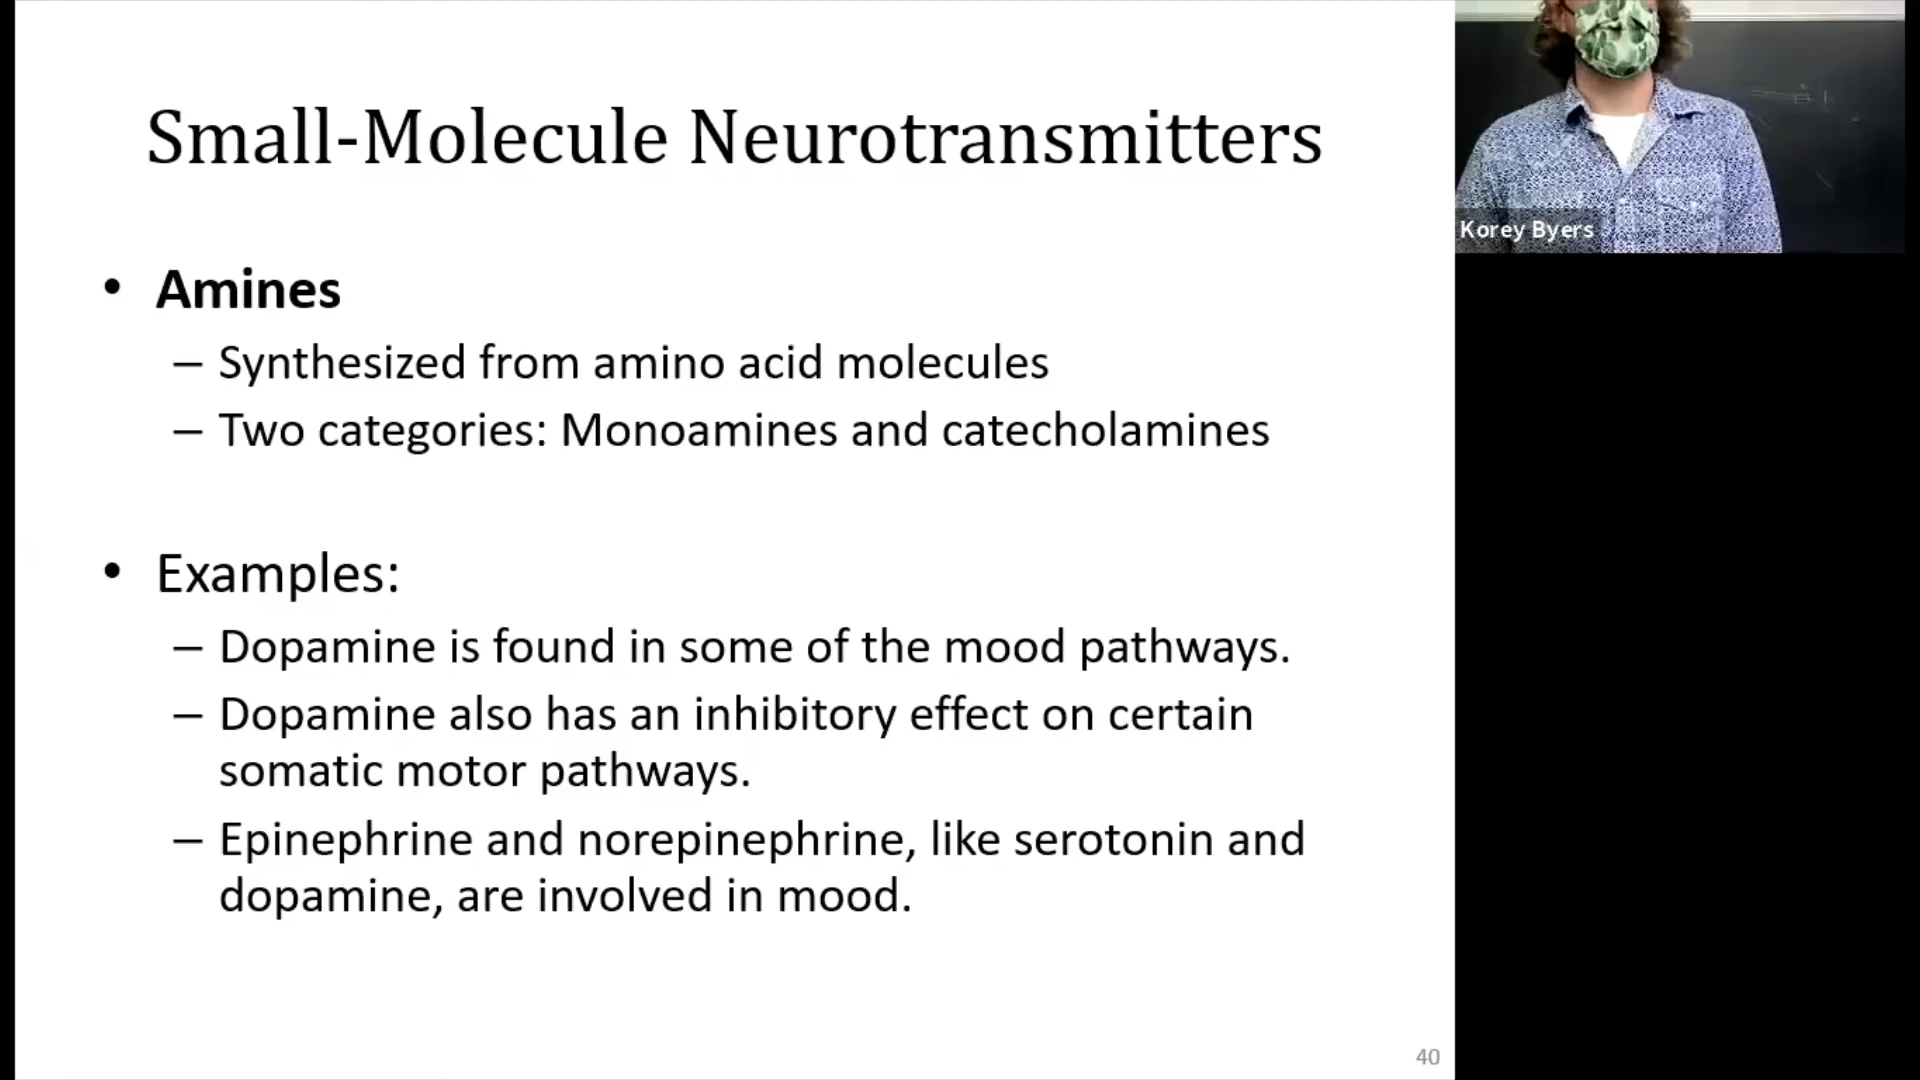 Small-Molecule Neurotransmitters
• Amines
– Synthesized from amino acid molecules
– Two categories: Monoamines and catecholamines
• Examples:
– Dopamine is found in some of the mood pathways.
– Dopamine also has an inhibitory effect on certain
somatic motor pathways.
– Epinephrine and norepinephrine, like serotonin and
dopamine, are involved in mood.
40
Korey Byers